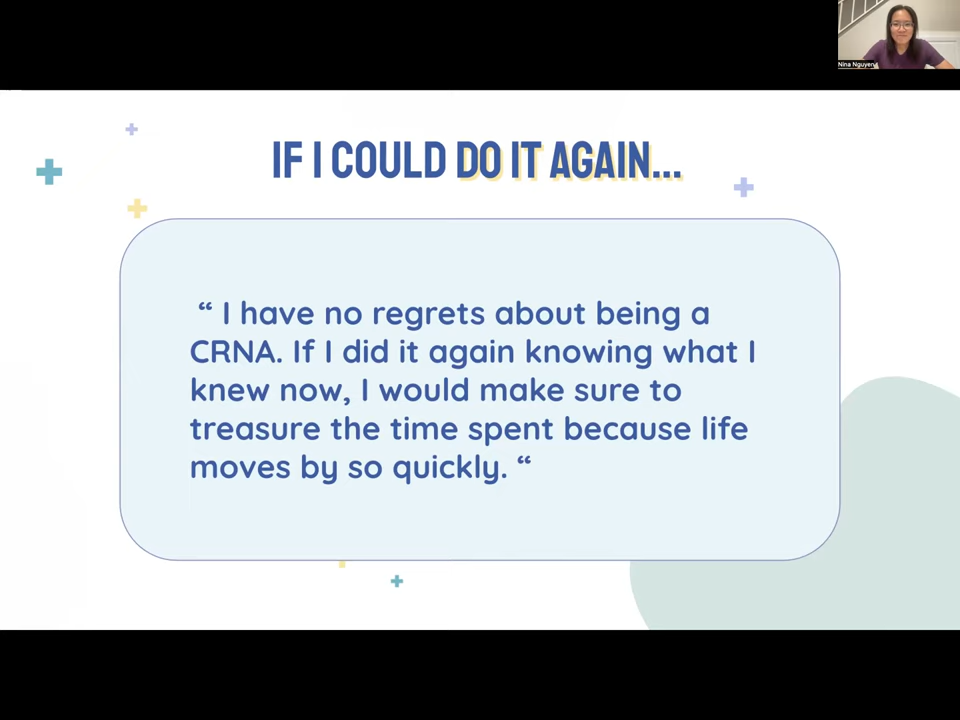 Nina Nguyen
IF I COULD DO IT AGAIN...
“ I have no regrets about being a
CRNA. If I did it again knowing what I
knew now, I would make sure to
treasure the time spent because life
moves by so quickly. “